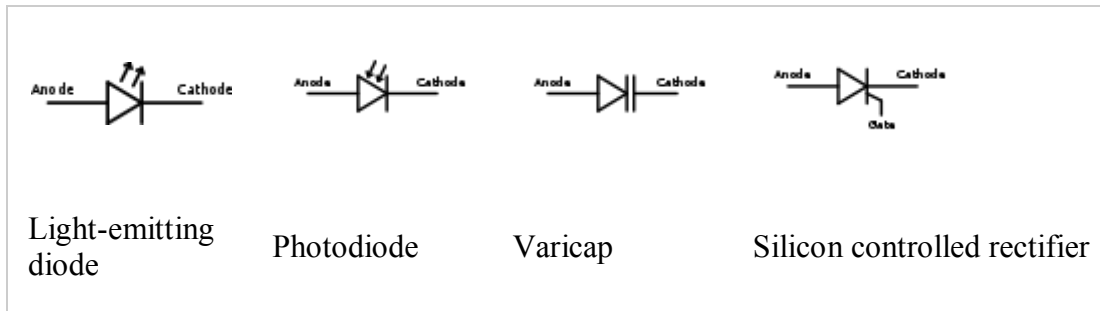 Anode Cathode
Anode Cathode
Anode Cathode
Anode Cathode
Gate
Light-emitting
diode
Photodiode
Varicap
Silicon controlled rectifier